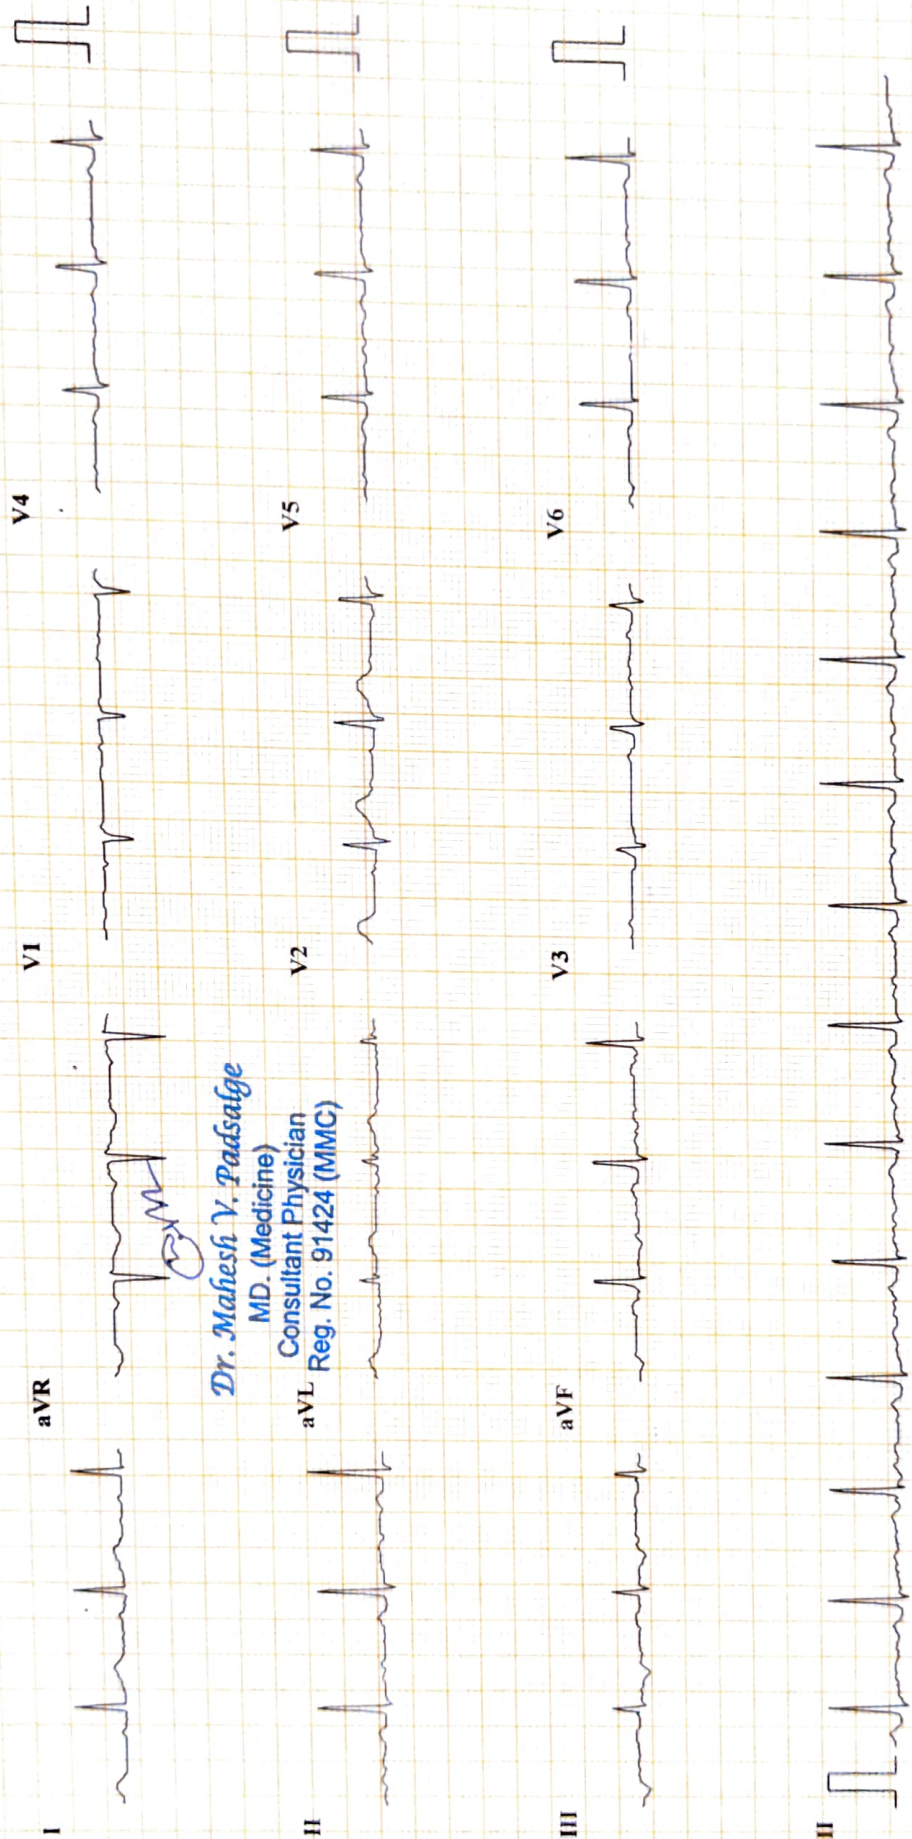 I
aVR
V1
V4
Dr. Mahesh V. Padsalge
MD. (Medicine)
Consultant Physician
Reg. No. 91424 (MMC)
II
aVL
V2
V5
III
aVF
V3
V6
II